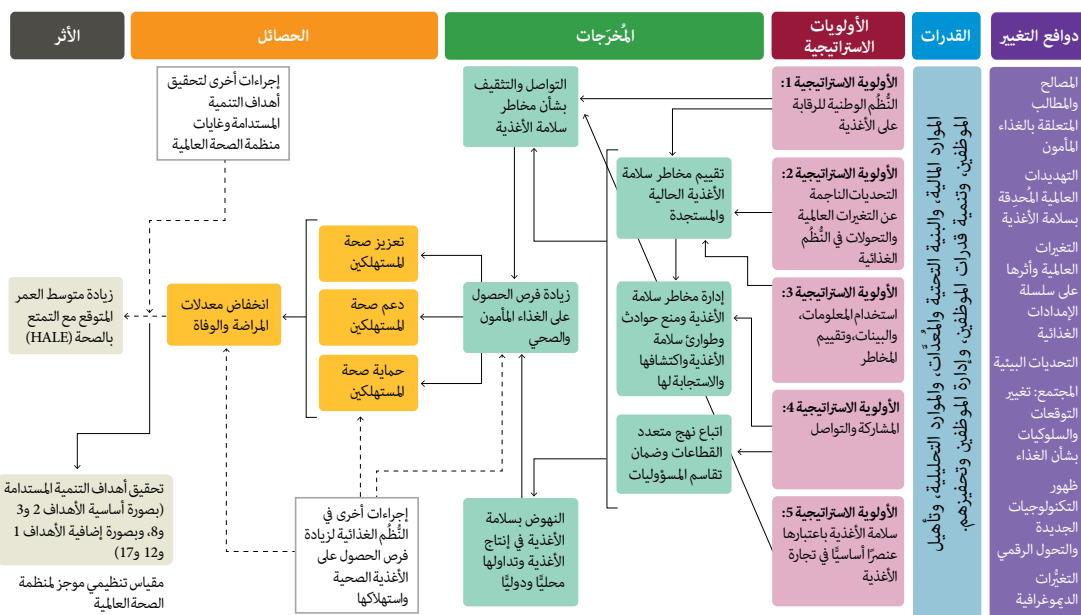 دوافع التغيير
المصالح
والمطالب
المتعلقة بالغذاء
المأمون
التهديدات
العالمية المُحدِقة
بسلامة الأغذية
التغيرات
العالمية وأثرها
على سلسلة
الإمدادات
الغذائية
التحديات البيئية
المجتمع: تغيير
التوقعات
والسلوكيات
بشأن الغذاء
ظهور
التكنولوجيات
الجديدة
والتحول الرقمي
التغيُّرات
الديموغرافية
القدرات
الموارد المالية، والبنية التحتية والمُعدَّات، والموارد التحليلية، وتأهيل
الموظفين، وتنمية قدرات الموظفين، وإدارة الموظفين وتحفيزهم.
الأولويات
الاستراتيجية
الأولوية الاستراتيجية 1:
النُّظُم الوطنية للرقابة
على الأغذية
الأولوية الاستراتيجية 2:
التحديات الناجمة
عن التغيرات العالمية
والتحولات في النُّظُم
الغذائية
الأولوية الاستراتيجية 3:
استخدام المعلومات،
والبينات، وتقييم
المخاطر
الأولوية الاستراتيجية 4:
المشاركة والتواصل
الأولوية الاستراتيجية 5:
سلامة الأغذية باعتبارها
عنصرًا أساسيًّا في تجارة
الأغذية
المُخرَجات
تقييم مخاطر سلامة
الأغذية الحالية
والمستجدة
إدارة مخاطر سلامة
الأغذية ومنع حوادث
وطوارئ سلامة
الأغذية واكتشافها
والاستجابة لها
اتباع نهج متعدد
القطاعات وضمان
تقاسم المسؤوليات
التواصل والتثقيف
بشأن مخاطر
سلامة الأغذية
زيادة فرص الحصول
على الغذاء المأمون
والصحي
النهوض بسلامة
الأغذية في إنتاج
الأغذية وتداولها
محليًّا ودوليًّا
الحصائل
تعزيز صحة
المستهلكين
دعم صحة
المستهلكين
حماية صحة
المستهلكين
إجراءات أخرى في
النُّظُم الغذائية لزيادة
فرص الحصول على
الأغذية الصحية
واستهلاكها
إجراءات أخرى لتحقيق
أهداف التنمية
المستدامة وغايات
منظمة الصحة العالمية
انخفاض معدلات
المراضة والوفاة
الأثر
زيادة متوسط العمر
المتوقع مع التمتع
بالصحة (HALE)
تحقيق أهداف التنمية المستدامة
(بصورة أساسية الأهداف 2 و3
و8، وبصورة إضافية الأهداف 1
و12 و17)
مقياس تنظيمي موجز لمنظمة
الصحة العالمية